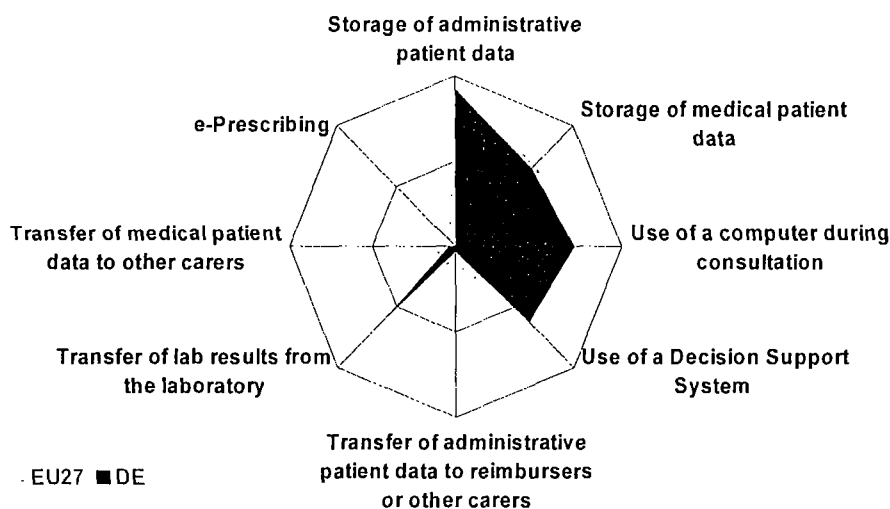 Storage of administrative
patient data
Storage of medical patient
data
e-Prescribing
Use of a computer during
consultation
Transfer of medical patient
data to other carers
Use of a Decision Support
System
Transfer of lab results from
the laboratory
Transfer of administrative
patient data to reimbursers
or other carers
EU27 DE